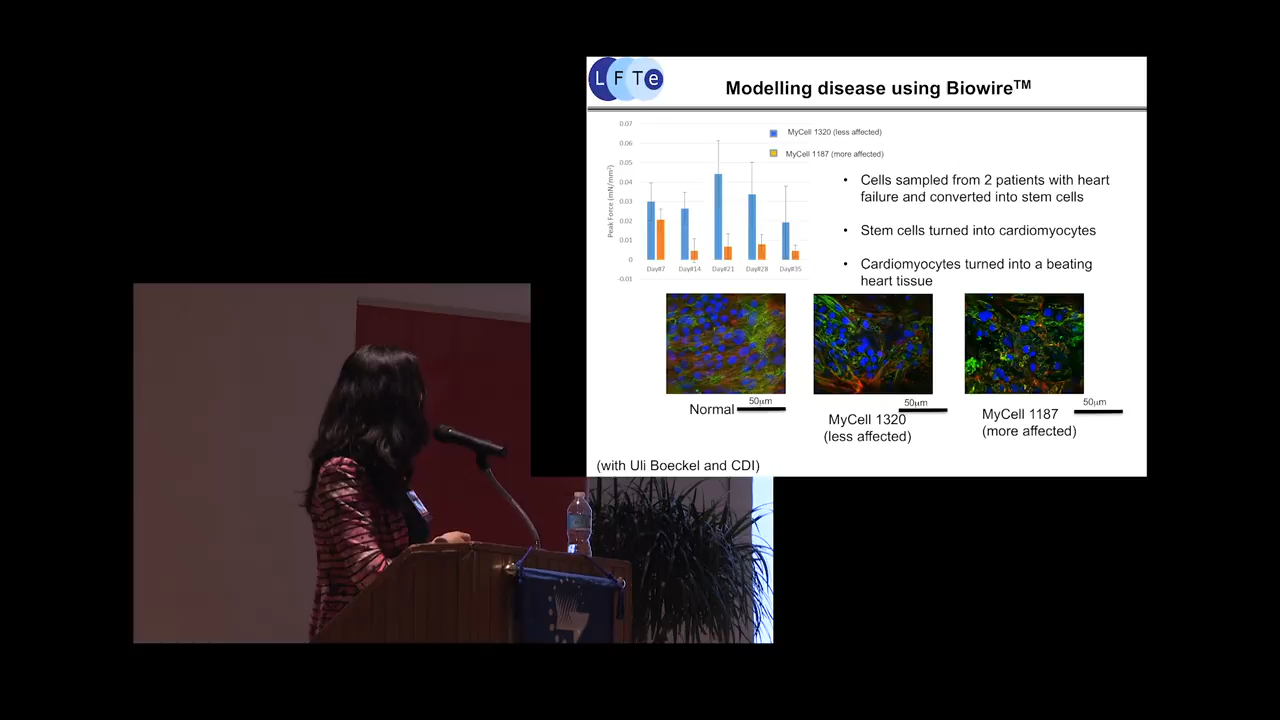 L F T e
Modelling disease using Biowire™
0.07
0.06
0.05
0.04
0.03
0.02
0.01
0
-0.01
Peak Force (mN/mm²)
Day#7 Day#14 Day#21 Day#28 Day#35
MyCell 1320 (less affected)
MyCell 1187 (more affected)
• Cells sampled from 2 patients with heart
failure and converted into stem cells
• Stem cells turned into cardiomyocytes
• Cardiomyocytes turned into a beating
heart tissue
Normal
50μm
MyCell 1320
(less affected)
50μm
MyCell 1187
(more affected)
50μm
(with Uli Boeckel and CDI)